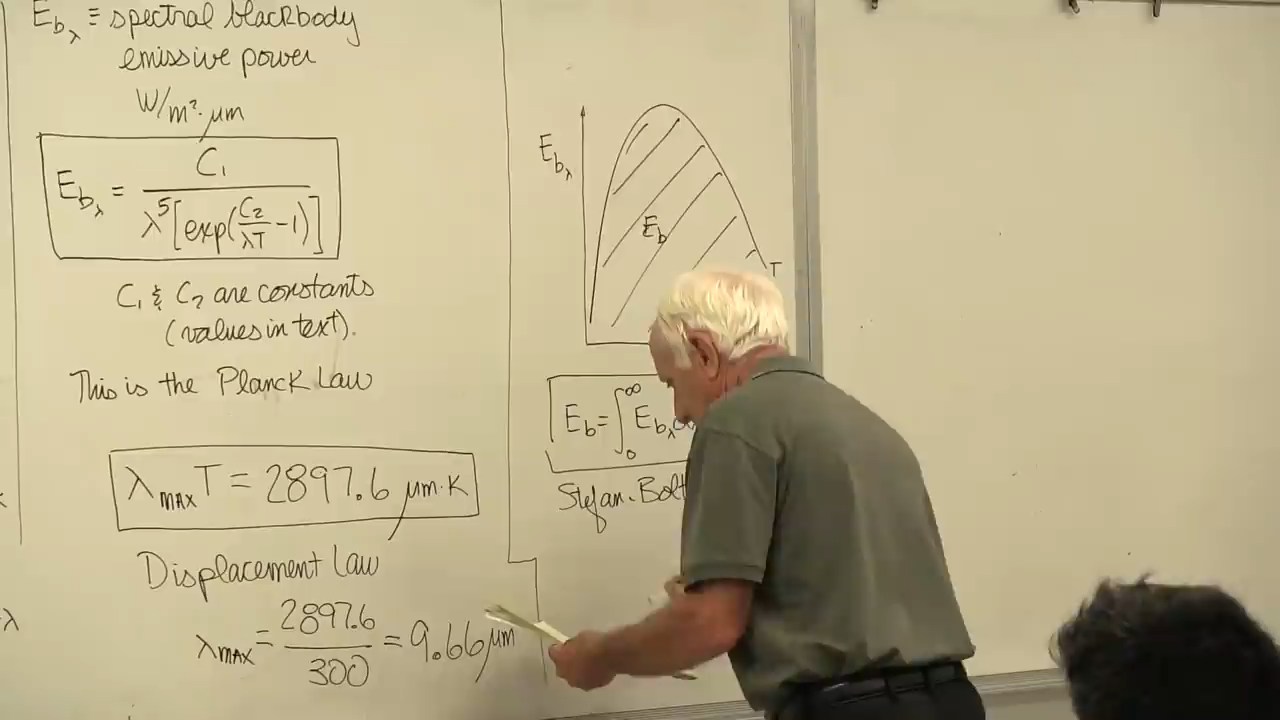 E_bλ ≡ spectral blackbody
emissive power
W/m²·μm
E_bλ = C₁ / λ⁵[exp(C₂/λT −1)]
C₁ & C₂ are constants
(values in text).
This is the Planck Law
λ_MAX T = 2897.6 μm·K
Displacement Law
λ_MAX = 2897.6 / 300 = 9.66 μm
λ
E_bλ
E_b
T
E_b = ∫₀^∞ E_bλ
Stefan-Bolt